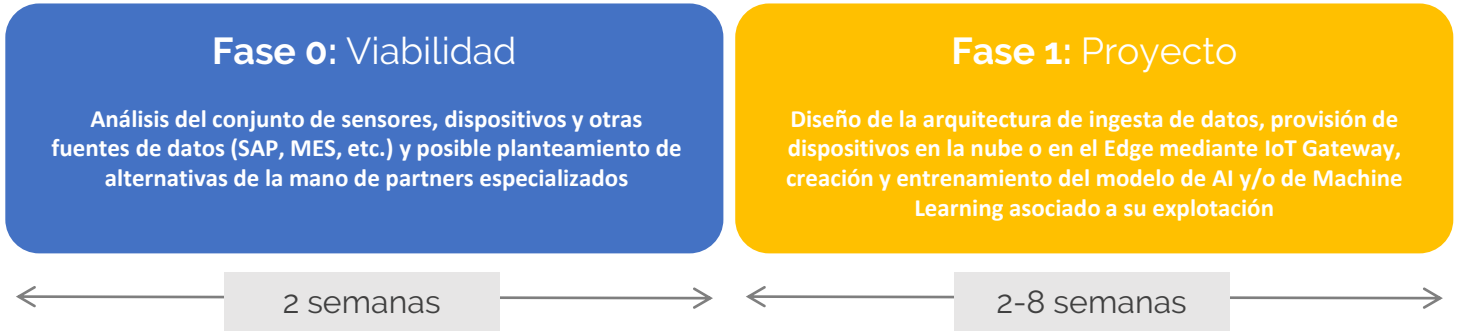 Fase 0: Viabilidad
Análisis del conjunto de sensores, dispositivos y otras
fuentes de datos (SAP, MES, etc.) y posible planteamiento de
alternativas de la mano de partners especializados
2 semanas
Fase 1: Proyecto
Diseño de la arquitectura de ingesta de datos, provisión de
dispositivos en la nube o en el Edge mediante IoT Gateway,
creación y entrenamiento del modelo de AI y/o de Machine
Learning asociado a su explotación
2-8 semanas